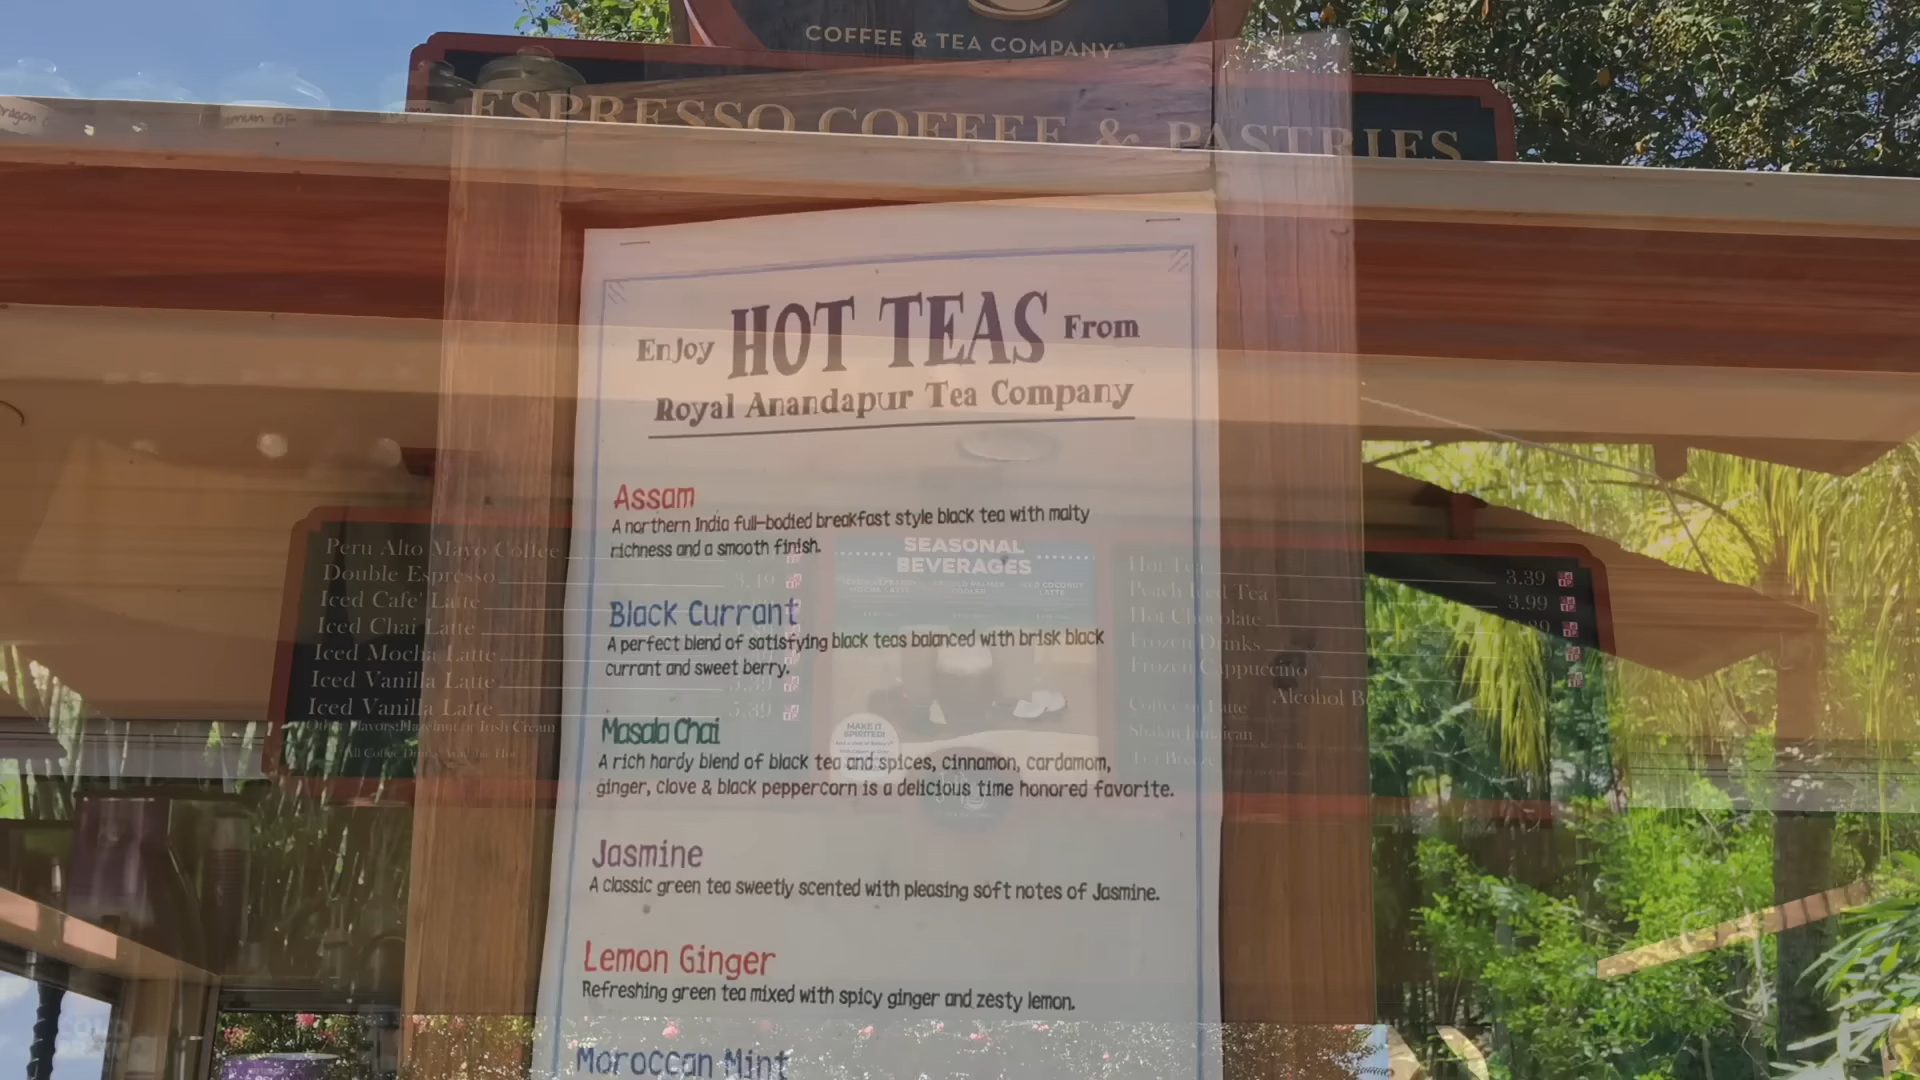 COFFEE & TEA COMPANY
ESPRESSO COFFEE & PASTRIES
Enjoy HOT TEAS From
Royal Anandapur Tea Company
Assam
A northern India full-bodied breakfast style black tea with malty
richness and a smooth finish.
Black Currant
A perfect blend of satisfying black teas balanced with brisk black
currant and sweet berry.
Masala Chai
A rich hardy blend of black tea and spices, cinnamon, cardamom,
ginger, clove & black peppercorn is a delicious time honored favorite.
Jasmine
A classic green tea sweetly scented with pleasing soft notes of Jasmine.
Lemon Ginger
Refreshing green tea mixed with spicy ginger and zesty lemon.
Moroccan Mint
Peru Alto Mayo Coffee
Double Espresso 3.19
Iced Cafe' Latte
Iced Chai Latte
Iced Mocha Latte
Iced Vanilla Latte
Iced Vanilla Latte 5.39
Other Flavors: Hazelnut or Irish Cream
SEASONAL
BEVERAGES
MAKE IT
SPIRITED!
Hot Tea 3.39
Peach Iced Tea 3.99
Hot Chocolate
Frozen Drinks
Frozen Cappuccino
Alcohol